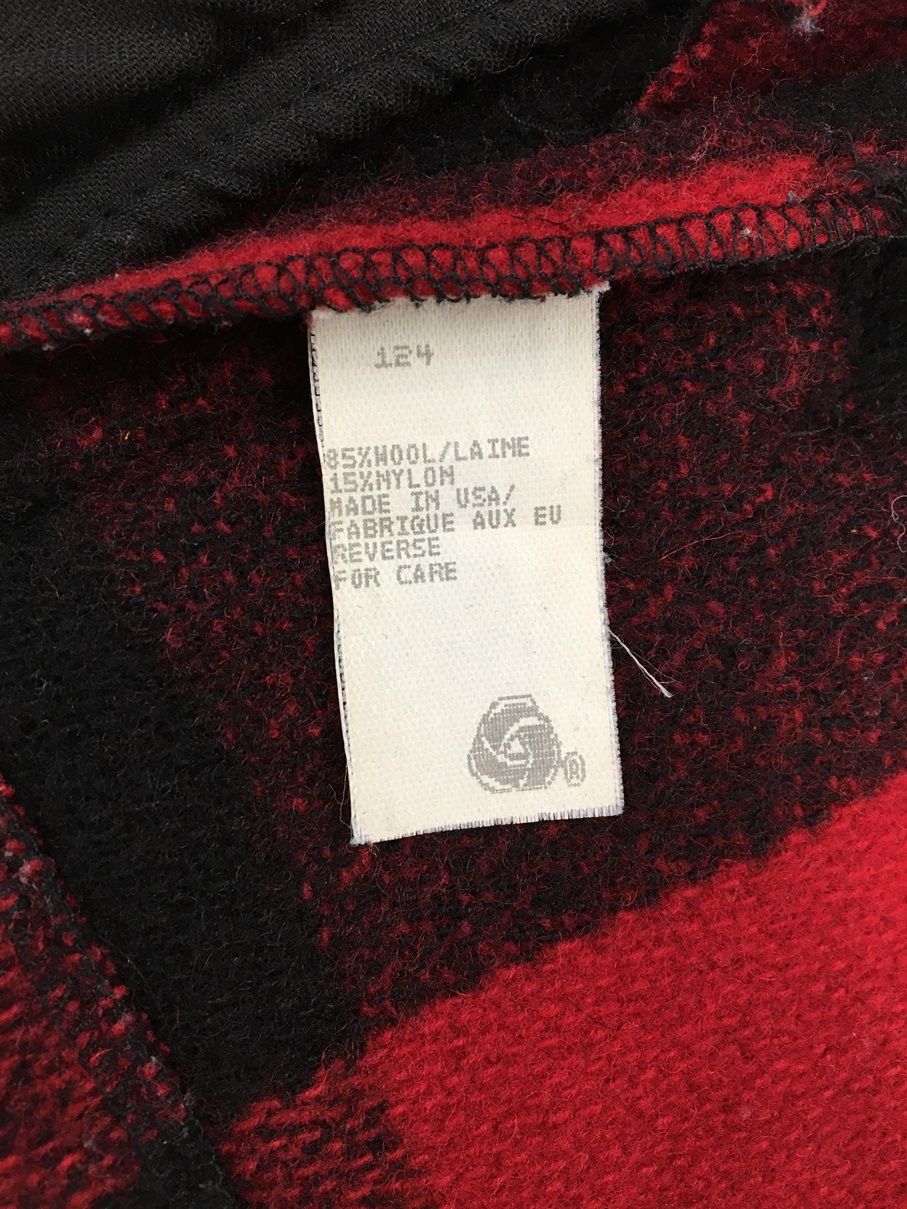 124
85%WOOL/LAINE
15%NYLON
MADE IN USA/
FABRIQUE AUX EU
REVERSE
FOR CARE
®